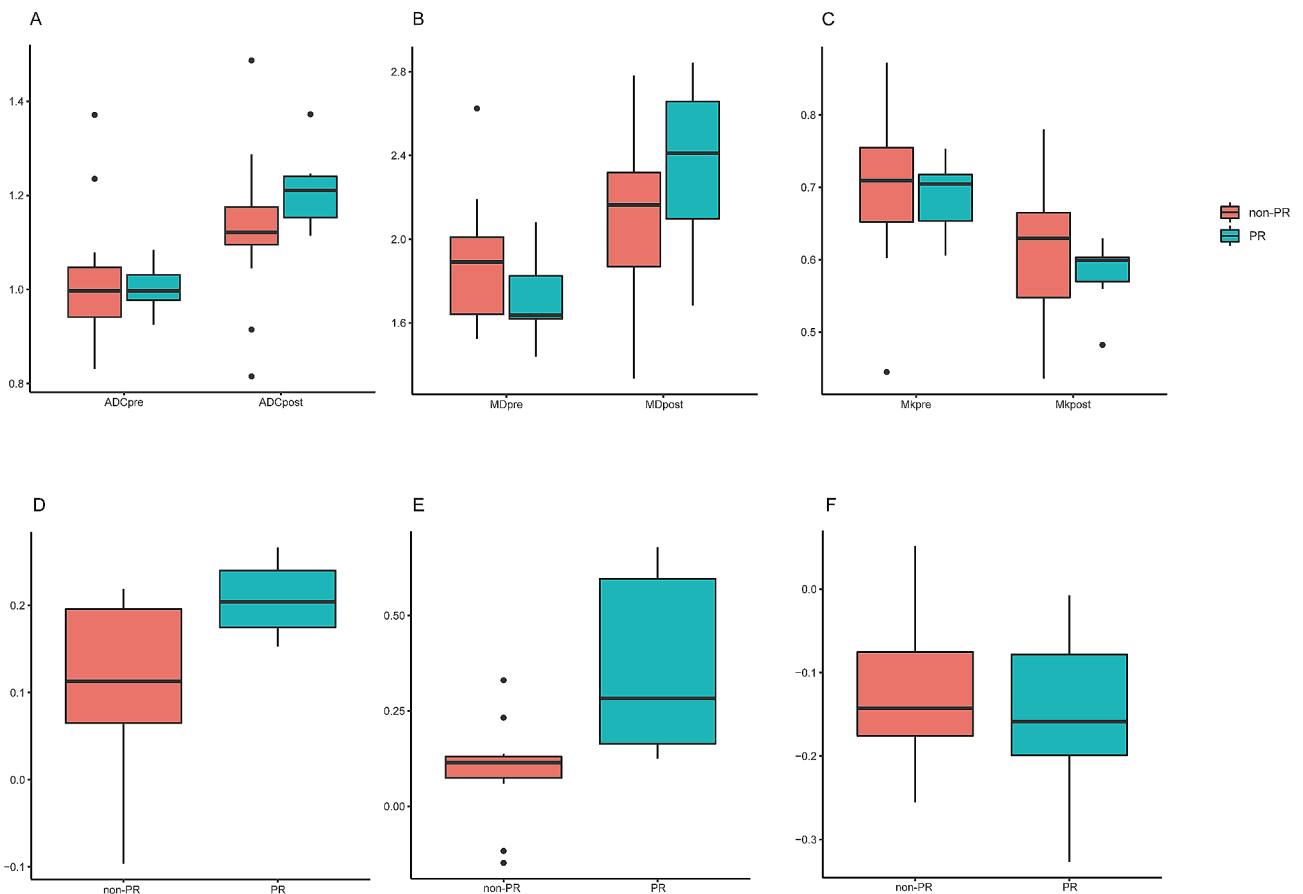 A
1.4
1.2
1.0
0.8
ADCpre ADCpost
B
2.8
2.4
2.0
1.6
MDpre MDpost
C
0.8
0.7
0.6
0.5
Mkpre Mkpost
non-PR
PR
D
0.2
0.1
0.0
−0.1
non-PR PR
E
0.50
0.25
0.00
non-PR PR
F
0.0
−0.1
−0.2
−0.3
non-PR PR